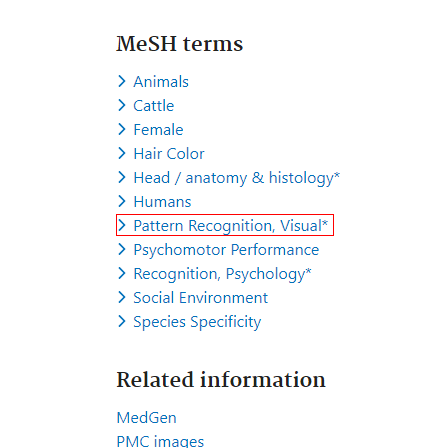 MeSH terms
Animals
Cattle
Female
Hair Color
Head / anatomy & histology*
Humans
Pattern Recognition, Visual*
Psychomotor Performance
Recognition, Psychology*
Social Environment
Species Specificity
Related information
MedGen
PMC images